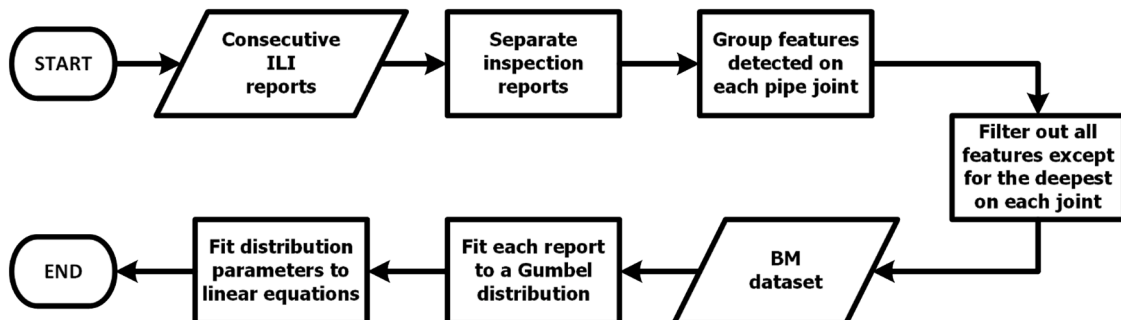 START
Consecutive
ILI
reports
Separate
inspection
reports
Group features
detected on
each pipe joint
Filter out all
features except
for the deepest
on each joint
BM
dataset
Fit each report
to a Gumbel
distribution
Fit distribution
parameters to
linear equations
END